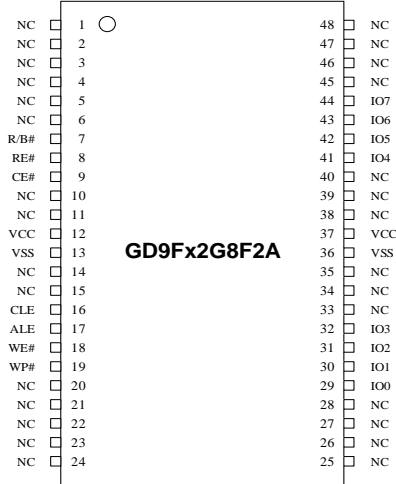 NC 1 48 NC
NC 2 47 NC
NC 3 46 NC
NC 4 45 NC
NC 5 44 IO7
NC 6 43 IO6
R/B# 7 42 IO5
RE# 8 41 IO4
CE# 9 40 NC
NC 10 39 NC
NC 11 38 NC
VCC 12 37 VCC
VSS 13 GD9Fx2G8F2A 36 VSS
NC 14 35 NC
NC 15 34 NC
CLE 16 33 NC
ALE 17 32 IO3
WE# 18 31 IO2
WP# 19 30 IO1
NC 20 29 IO0
NC 21 28 NC
NC 22 27 NC
NC 23 26 NC
NC 24 25 NC